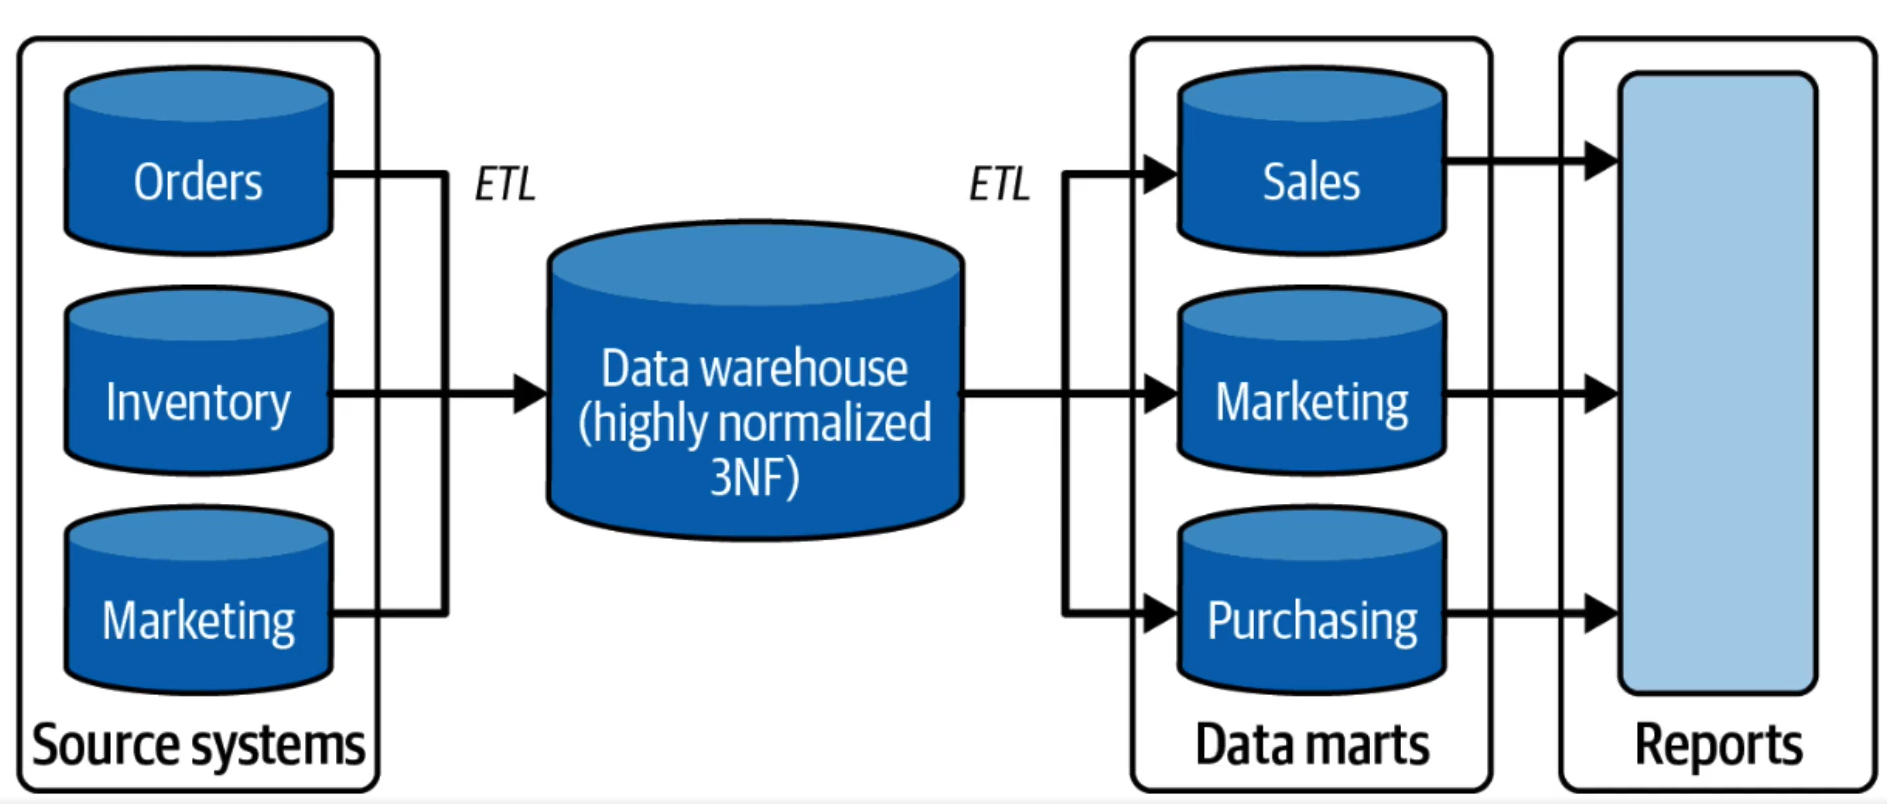 Orders
Inventory
Marketing
Source systems
ETL
Data warehouse
(highly normalized
3NF)
ETL
Sales
Marketing
Purchasing
Data marts
Reports